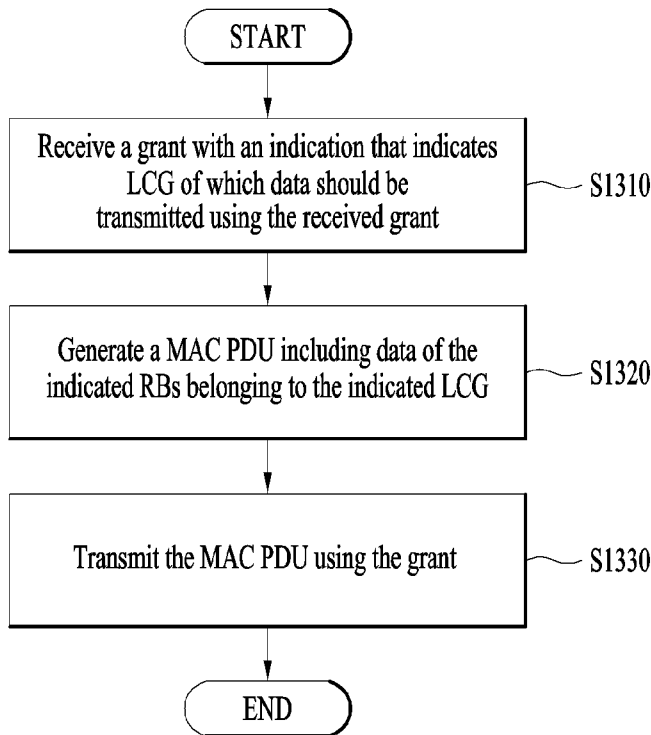 START
Receive a grant with an indication that indicates
LCG of which data should be
transmitted using the received grant
S1310
Generate a MAC PDU including data of the
indicated RBs belonging to the indicated LCG
S1320
Transmit the MAC PDU using the grant
S1330
END